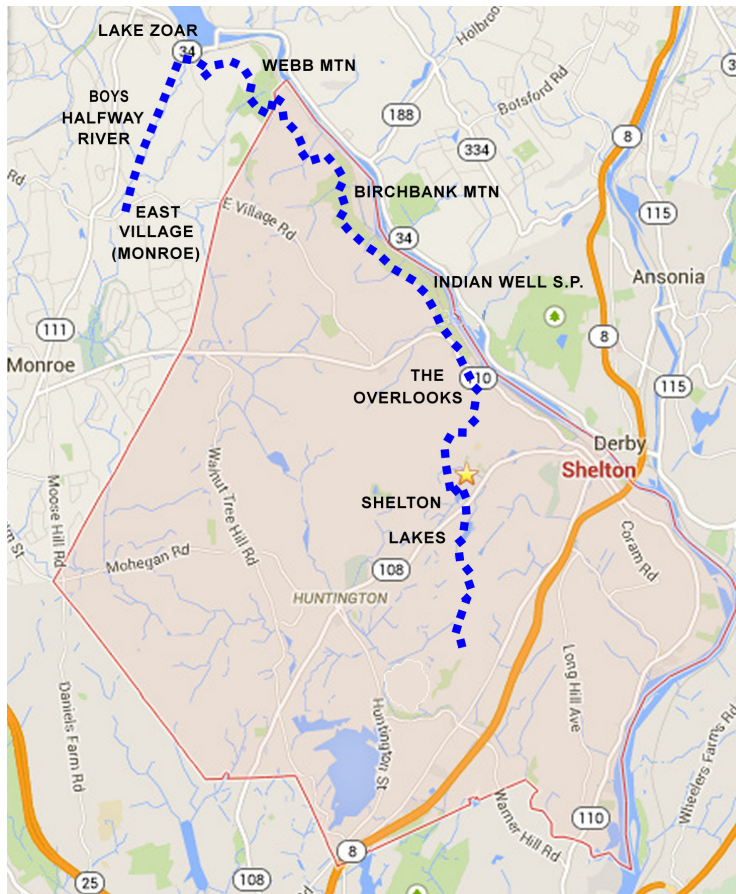 LAKE ZOAR
34
WEBB MTN
Holbro
BOYS
HALFWAY
RIVER
Botsford Rd
188
8
334
Rd
BIRCHBANK MTN
EAST
VILLAGE
(MONROE)
E Village Rd
115
34
Ansonia
INDIAN WELL S.P.
111
8
Monroe
THE
OVERLOOKS
110
115
Derby
Shelton
Walnut Tree Hill Rd
Moose Hill Rd
SHELTON
LAKES
Coram Rd
Mohegan Rd
108
HUNTINGTON
Long Hill Ave
Daniels Farm Rd
Huntington St
Wheelers Farms Rd
Warner Hill Rd
110
8
25
108